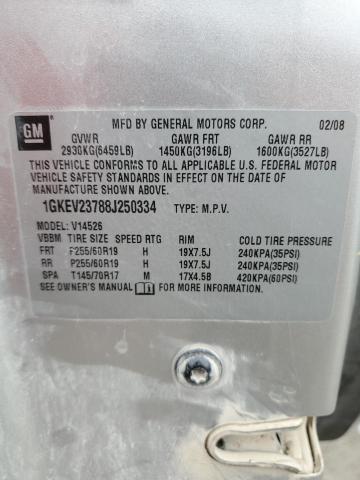 GM
MFD BY GENERAL MOTORS CORP. 02/08
GVWR GAWR FRT GAWR RR
2930KG(6459LB) 1450KG(3196LB) 1600KG(3527LB)
THIS VEHICLE CONFORMS TO ALL APPLICABLE U.S. FEDERAL MOTOR
VEHICLE SAFETY STANDARDS IN EFFECT ON THE DATE OF
MANUFACTURE SHOWN ABOVE.
1GKEV23788J250334 TYPE: M.P.V.
MODEL: V14526
VBBM TIRE SIZE SPEED RTG RIM COLD TIRE PRESSURE
FRT P255/60R19 H 19X7.5J 240KPA(35PSI)
RR P255/60R19 H 19X7.5J 240KPA(35PSI)
SPA T145/70R17 M 17X4.5B 420KPA(60PSI)
SEE OWNER'S MANUAL FOR MORE INFORMATION